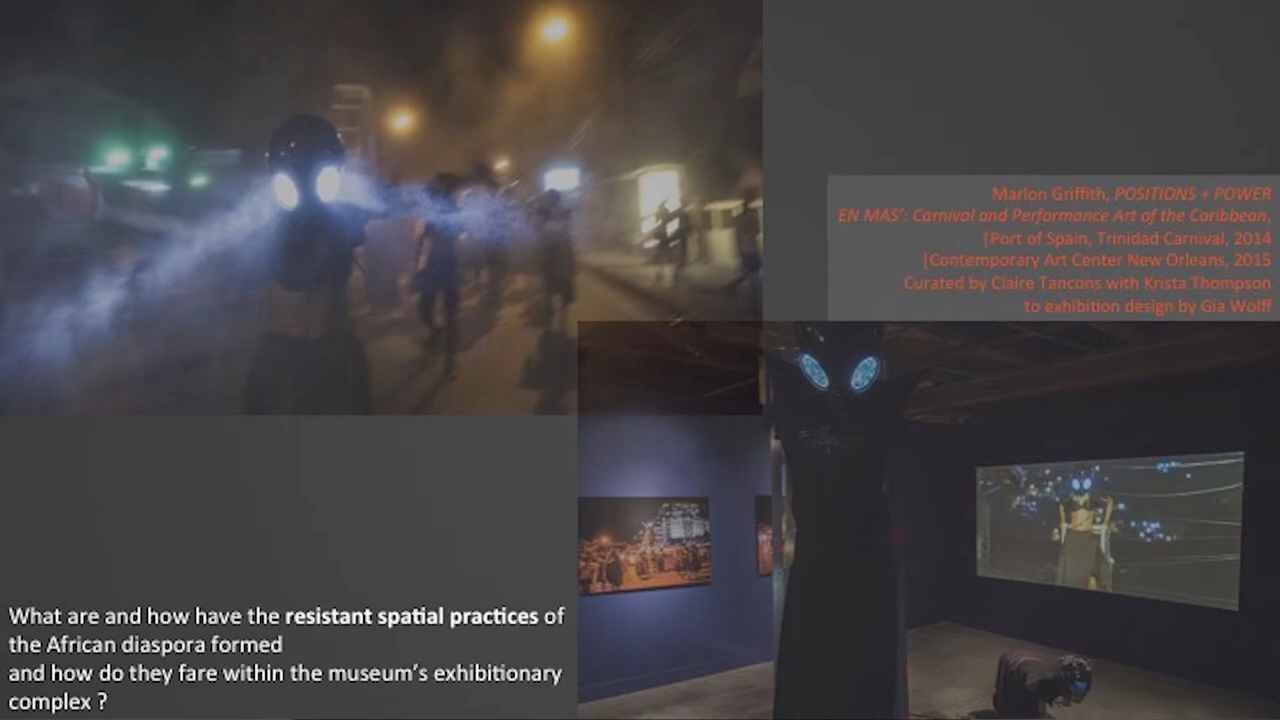 Marlon Griffith, POSITIONS + POWER
EN MAS': Carnival and Performance Art of the Caribbean,
|Port of Spain, Trinidad Carnival, 2014
|Contemporary Art Center New Orleans, 2015
Curated by Claire Tancons with Krista Thompson
to exhibition design by Gia Wolff
What are and how have the resistant spatial practices of
the African diaspora formed
and how do they fare within the museum's exhibitionary
complex ?